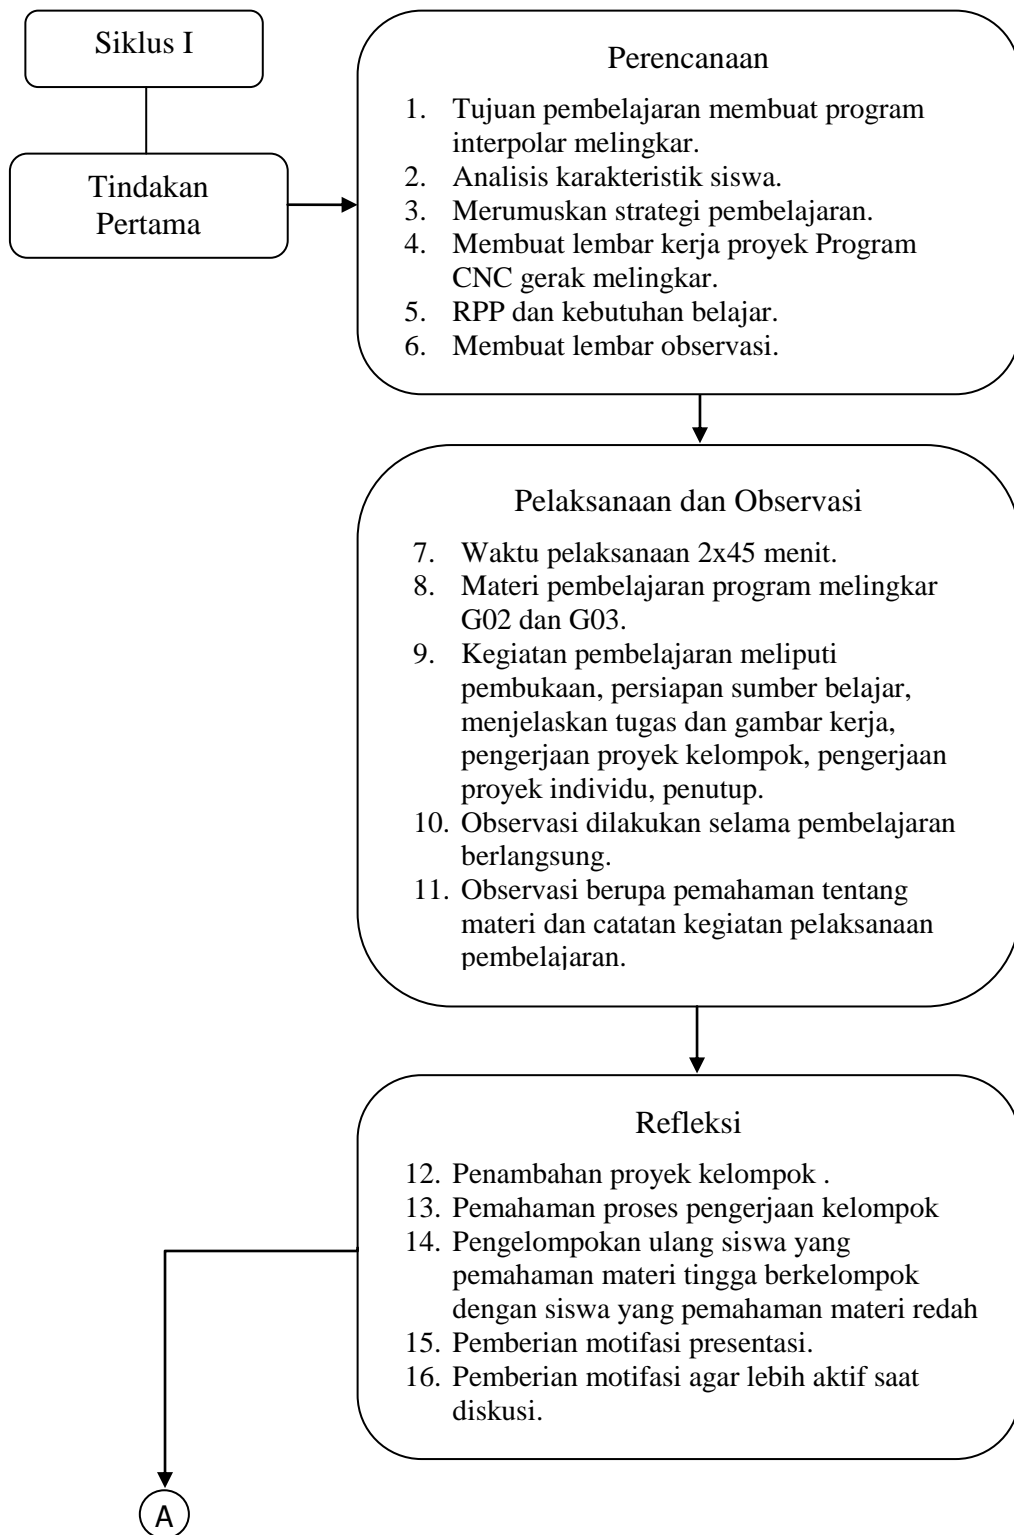 Siklus I
Tindakan
Pertama
Perencanaan
1. Tujuan pembelajaran membuat program
interpolar melingkar.
2. Analisis karakteristik siswa.
3. Merumuskan strategi pembelajaran.
4. Membuat lembar kerja proyek Program
CNC gerak melingkar.
5. RPP dan kebutuhan belajar.
6. Membuat lembar observasi.
Pelaksanaan dan Observasi
7. Waktu pelaksanaan 2x45 menit.
8. Materi pembelajaran program melingkar
G02 dan G03.
9. Kegiatan pembelajaran meliputi
pembukaan, persiapan sumber belajar,
menjelaskan tugas dan gambar kerja,
pengerjaan proyek kelompok, pengerjaan
proyek individu, penutup.
10. Observasi dilakukan selama pembelajaran
berlangsung.
11. Observasi berupa pemahaman tentang
materi dan catatan kegiatan pelaksanaan
pembelajaran.
Refleksi
12. Penambahan proyek kelompok .
13. Pemahaman proses pengerjaan kelompok
14. Pengelompokan ulang siswa yang
pemahaman materi tingga berkelompok
dengan siswa yang pemahaman materi redah
15. Pemberian motifasi presentasi.
16. Pemberian motifasi agar lebih aktif saat
diskusi.
A